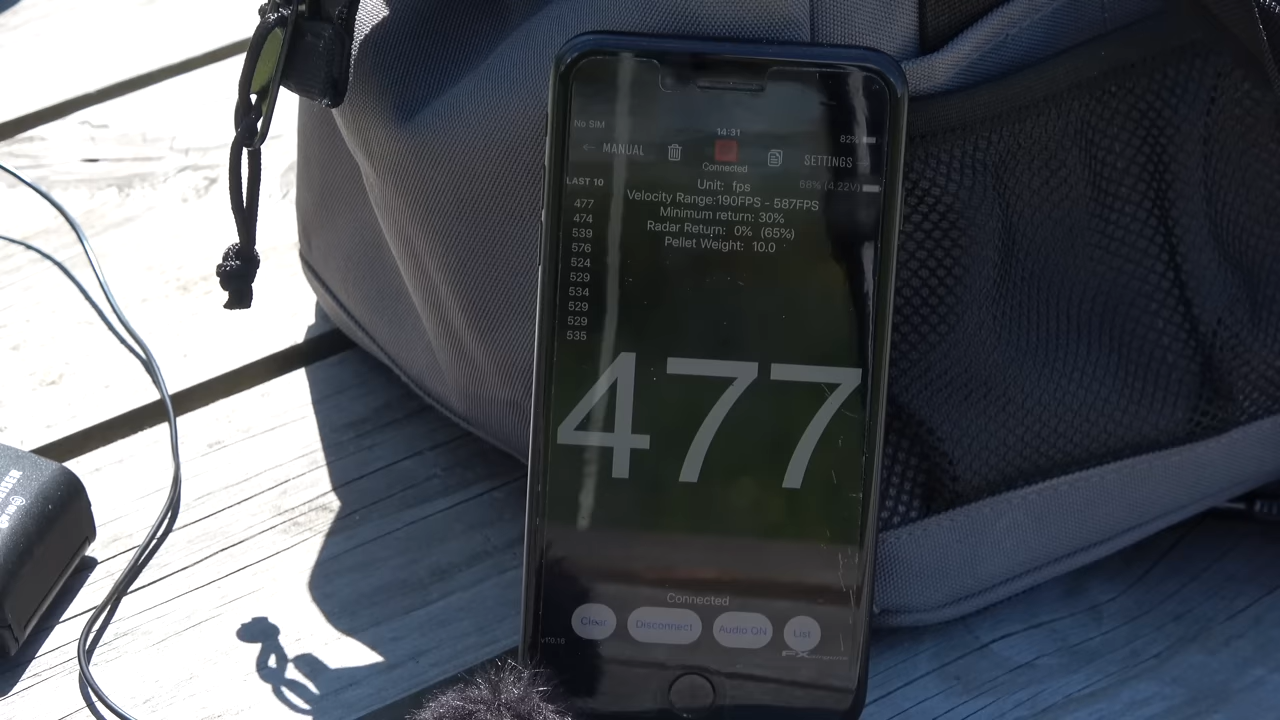 No SIM
14:31
82%
← MANUAL
Connected
SETTINGS
68% (4.22V)
LAST 10
Unit: fps
Velocity Range:190FPS - 587FPS
Minimum return: 30%
Radar Return: 0% (65%)
Pellet Weight: 10.0
477
474
539
576
524
529
534
529
529
535
477
Connected
Clear
Disconnect
Audio ON
List
FX